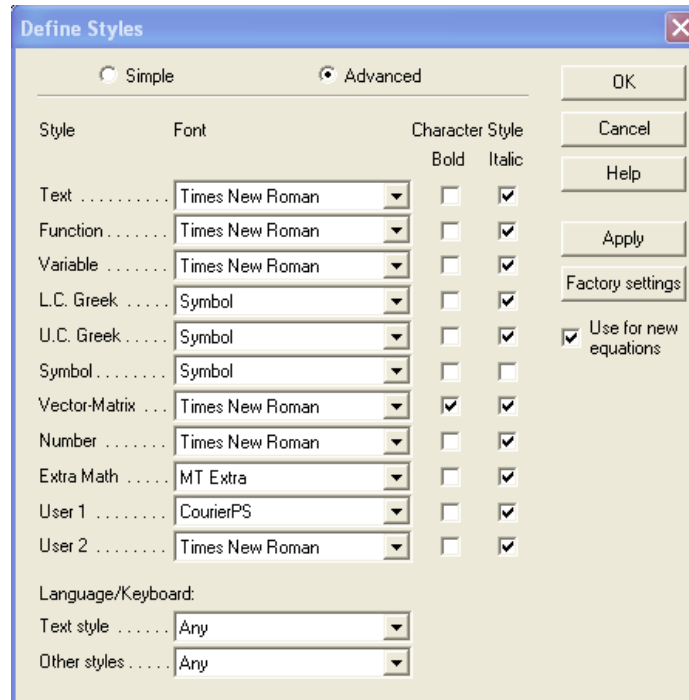 Define Styles
Simple Advanced OK
Style Font Character Style Cancel
Bold Italic Help
Text . . . . . . . . . . Times New Roman
Function . . . . . . . Times New Roman Apply
Variable . . . . . . . Times New Roman
L.C. Greek . . . . . Symbol Factory settings
U.C. Greek . . . . . Symbol Use for new
equations
Symbol . . . . . . . . Symbol
Vector-Matrix . . . Times New Roman
Number . . . . . . . Times New Roman
Extra Math . . . . . MT Extra
User 1 . . . . . . . . CourierPS
User 2 . . . . . . . . Times New Roman
Language/Keyboard:
Text style . . . . . . Any
Other styles . . . . . Any